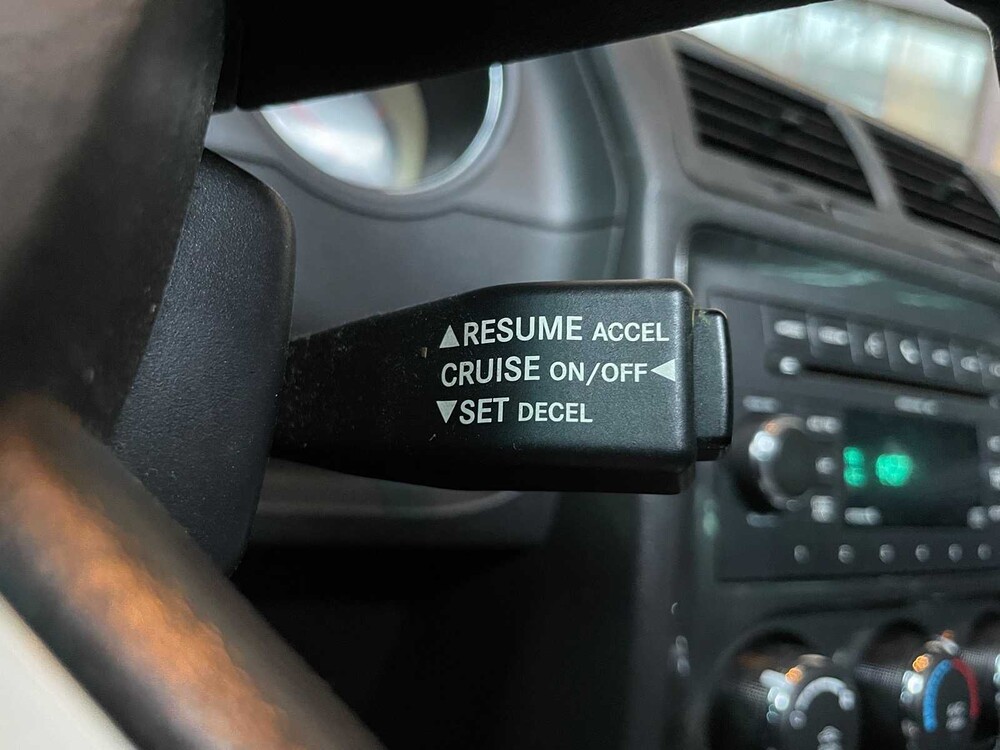 ▲RESUME ACCEL
CRUISE ON/OFF◀
▼SET DECEL